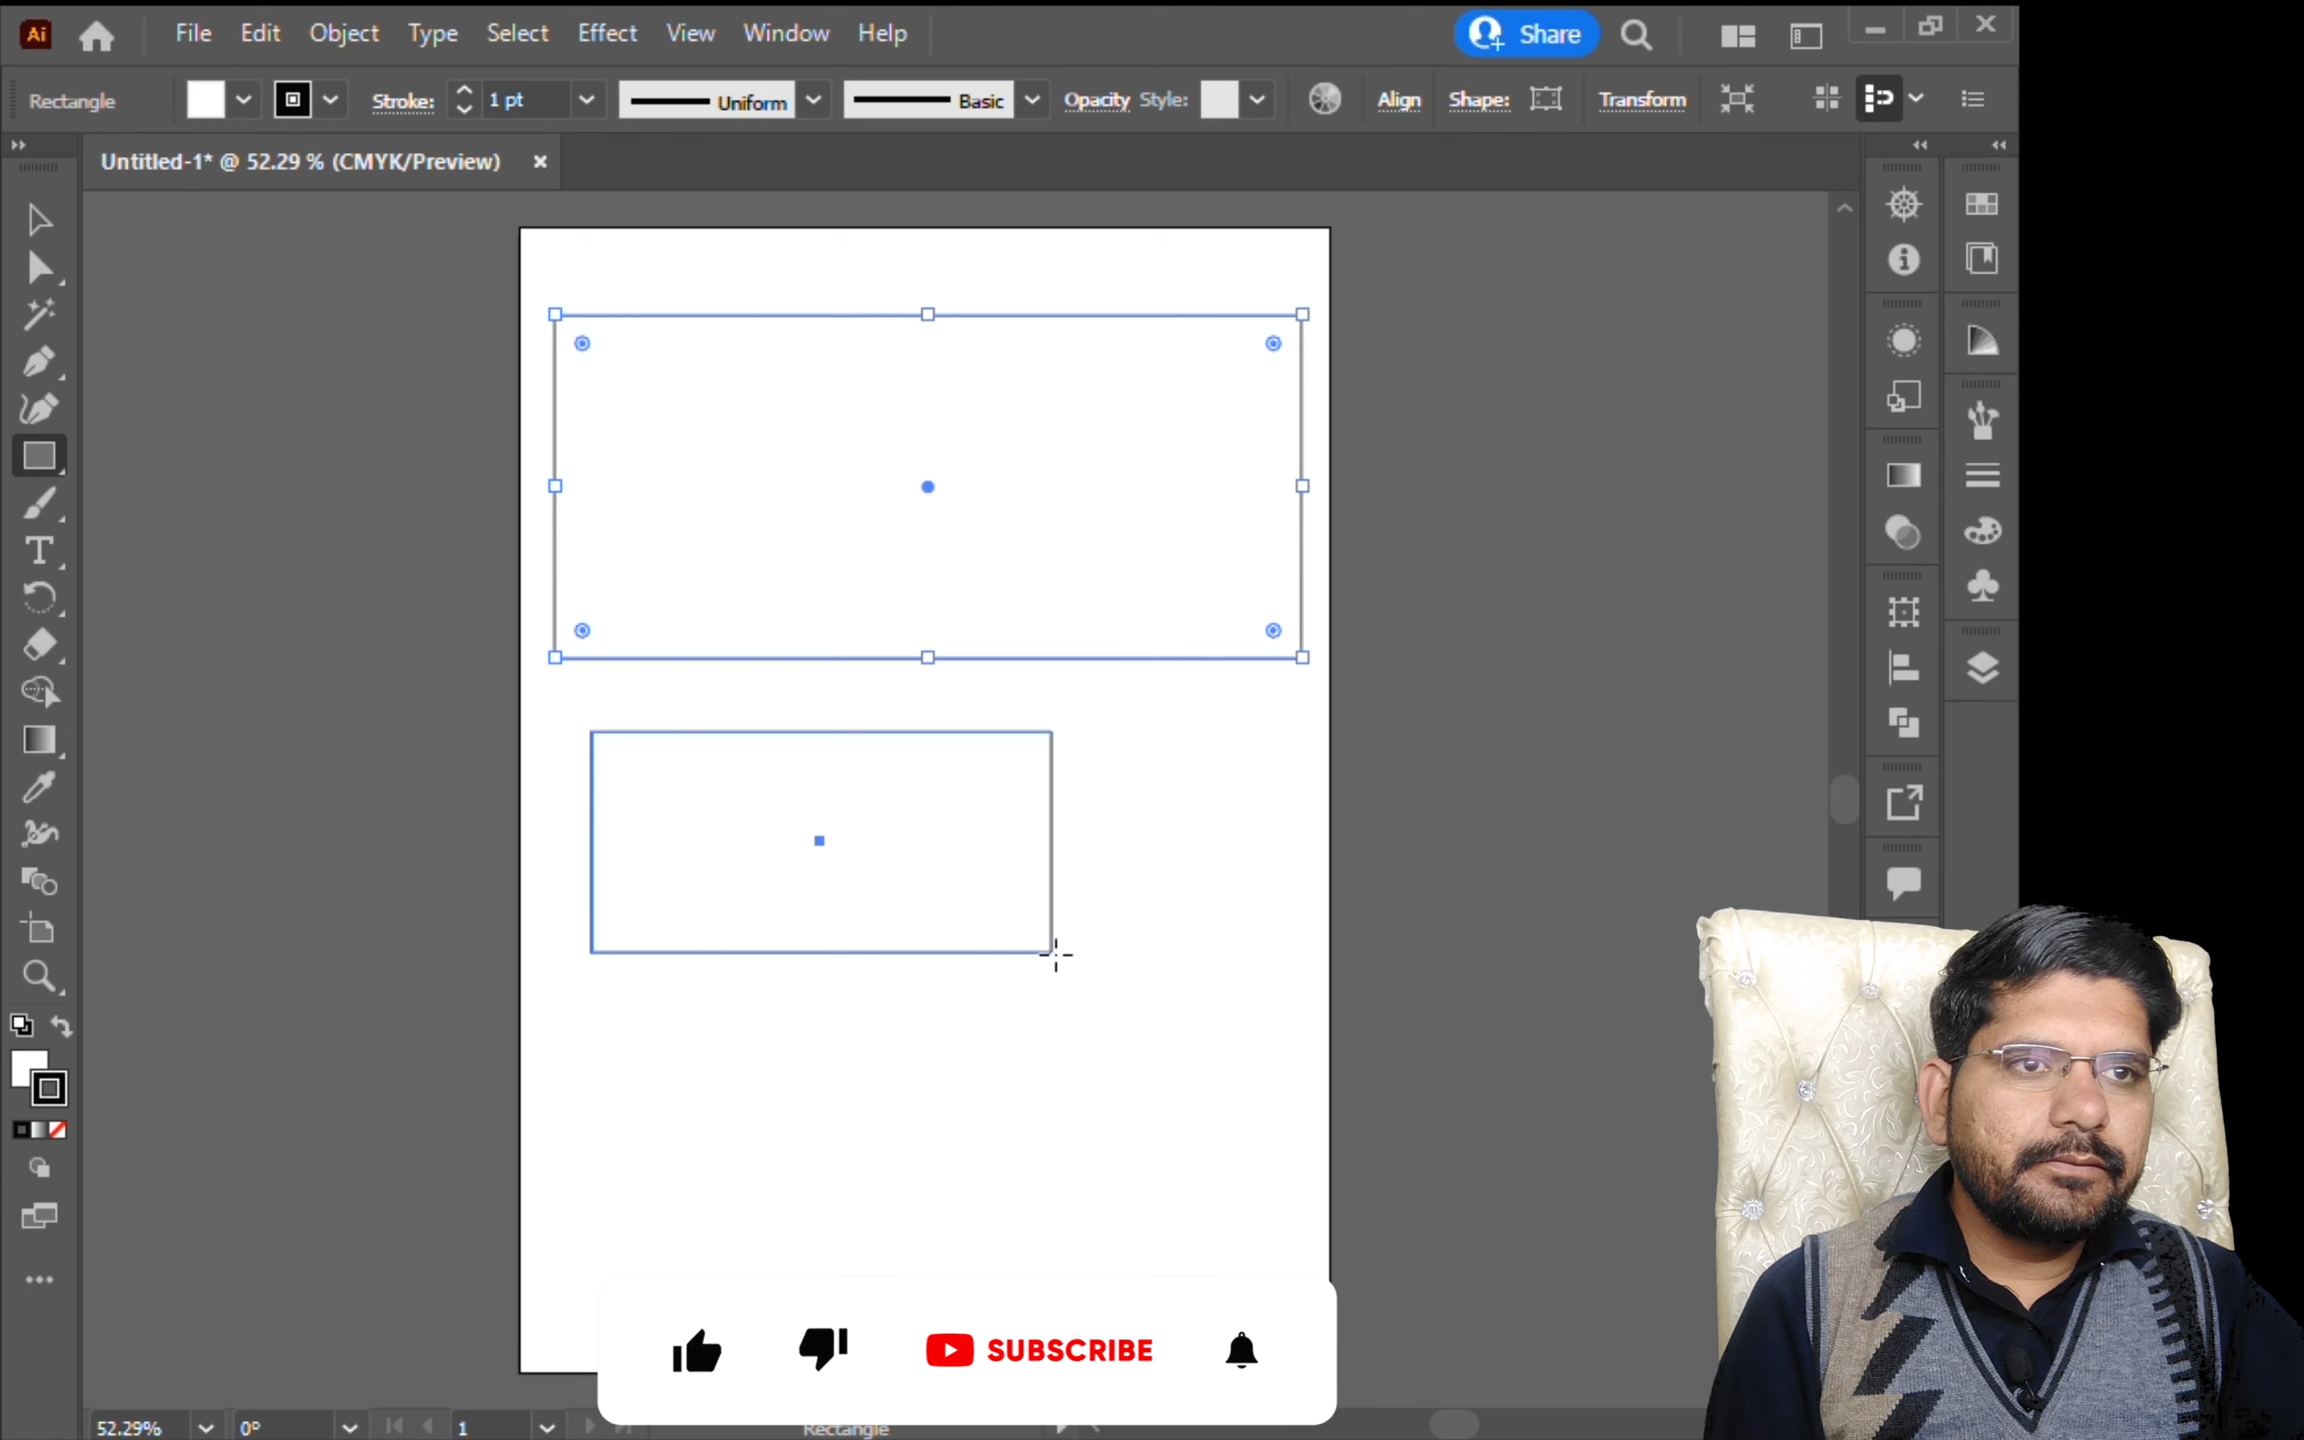 Ai File Edit Object Type Select Effect View Window Help Share
Rectangle Stroke: 1 pt Uniform Basic Opacity Style: Align Shape: Transform
Untitled-1* @ 52.29 % (CMYK/Preview)
SUBSCRIBE
52.29% 0° 1 Rectangle